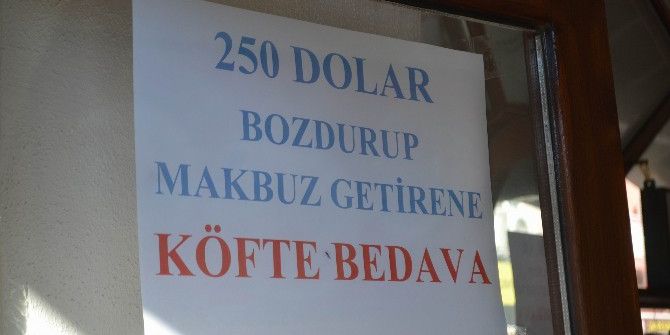 250 DOLAR
BOZDURUP
MAKBUZ GETİRENE
KÖFTE BEDAVA